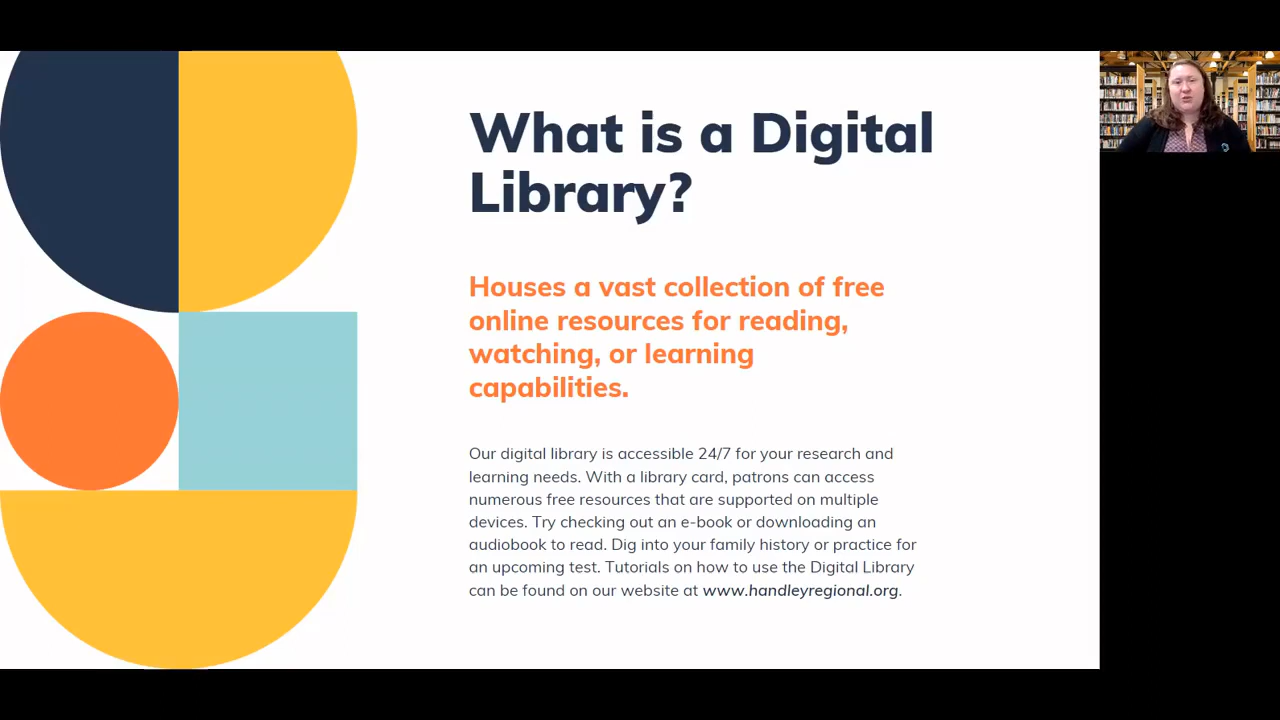 What is a Digital
Library?
Houses a vast collection of free
online resources for reading,
watching, or learning
capabilities.
Our digital library is accessible 24/7 for your research and
learning needs. With a library card, patrons can access
numerous free resources that are supported on multiple
devices. Try checking out an e-book or downloading an
audiobook to read. Dig into your family history or practice for
an upcoming test. Tutorials on how to use the Digital Library
can be found on our website at www.handleyregional.org.